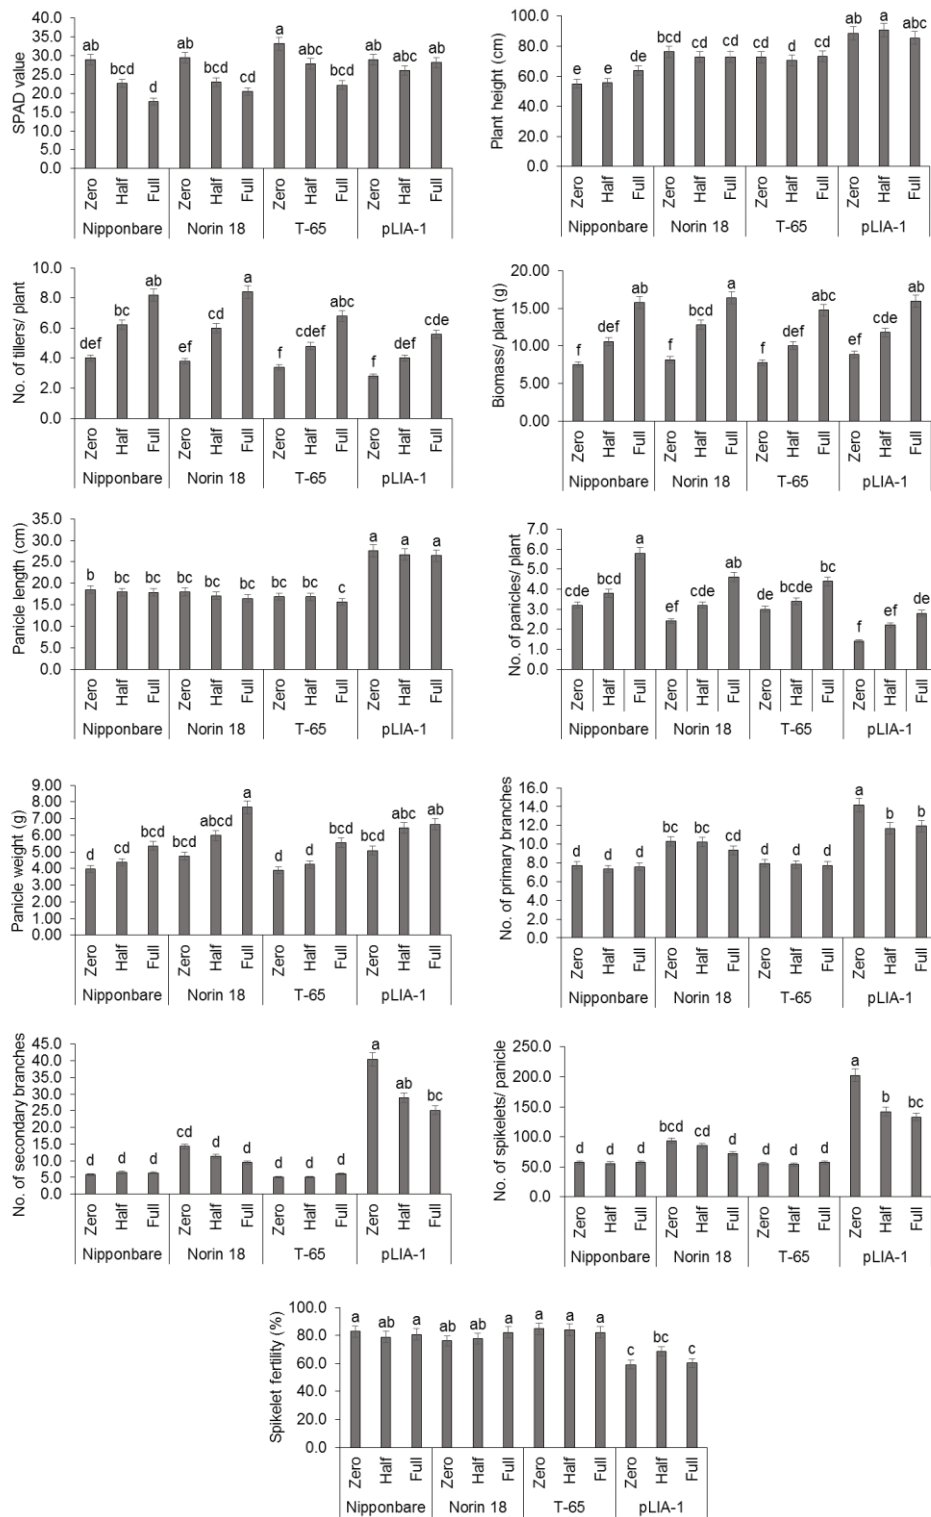 SPAD value
40.0
35.0
30.0
25.0
20.0
15.0
10.0
5.0
0.0
ab bcd d ab bcd cd a abc bcd ab abc ab
Zero Half Full Zero Half Full Zero Half Full Zero Half Full
Nipponbare Norin 18 T-65 pLIA-1
Plant height (cm)
100.0
80.0
60.0
40.0
20.0
0.0
e e de bcd cd cd cd d cd ab a abc
Zero Half Full Zero Half Full Zero Half Full Zero Half Full
Nipponbare Norin 18 T-65 pLIA-1
No. of tillers/ plant
10.0
8.0
6.0
4.0
2.0
0.0
def bc ab ef cd a f cdef abc f def cde
Zero Half Full Zero Half Full Zero Half Full Zero Half Full
Nipponbare Norin 18 T-65 pLIA-1
Biomass/ plant (g)
20.00
15.00
10.00
5.00
0.00
f def ab f bcd a f def abc ef cde ab
Zero Half Full Zero Half Full Zero Half Full Zero Half Full
Nipponbare Norin 18 T-65 pLIA-1
Panicle length (cm)
35.0
30.0
25.0
20.0
15.0
10.0
5.0
0.0
b bc bc bc bc bc bc bc c a a a
Zero Half Full Zero Half Full Zero Half Full Zero Half Full
Nipponbare Norin 18 T-65 pLIA-1
No. of panicles/ plant
7.0
6.0
5.0
4.0
3.0
2.0
1.0
0.0
cde bcd a ef cde ab de bcde bc f ef de
Zero Half Full Zero Half Full Zero Half Full Zero Half Full
Nipponbare Norin 18 T-65 pLIA-1
Panicle weight (g)
9.00
8.00
7.00
6.00
5.00
4.00
3.00
2.00
1.00
0.00
d cd bcd bcd abcd a d d bcd bcd abc ab
Zero Half Full Zero Half Full Zero Half Full Zero Half Full
Nipponbare Norin 18 T-65 pLIA-1
No. of primary branches
16.0
14.0
12.0
10.0
8.0
6.0
4.0
2.0
0.0
d d d bc bc cd d d d a b b
Zero Half Full Zero Half Full Zero Half Full Zero Half Full
Nipponbare Norin 18 T-65 pLIA-1
No. of secondary branches
45.0
40.0
35.0
30.0
25.0
20.0
15.0
10.0
5.0
0.0
d d d cd d d d d d a ab bc
Zero Half Full Zero Half Full Zero Half Full Zero Half Full
Nipponbare Norin 18 T-65 pLIA-1
No. of spikelets/ panicle
250.0
200.0
150.0
100.0
50.0
0.0
d d d bcd cd d d d d a b bc
Zero Half Full Zero Half Full Zero Half Full Zero Half Full
Nipponbare Norin 18 T-65 pLIA-1
Spikelet fertility (%)
100.0
80.0
60.0
40.0
20.0
0.0
a ab a ab ab a a a a c bc c
Zero Half Full Zero Half Full Zero Half Full Zero Half Full
Nipponbare Norin 18 T-65 pLIA-1